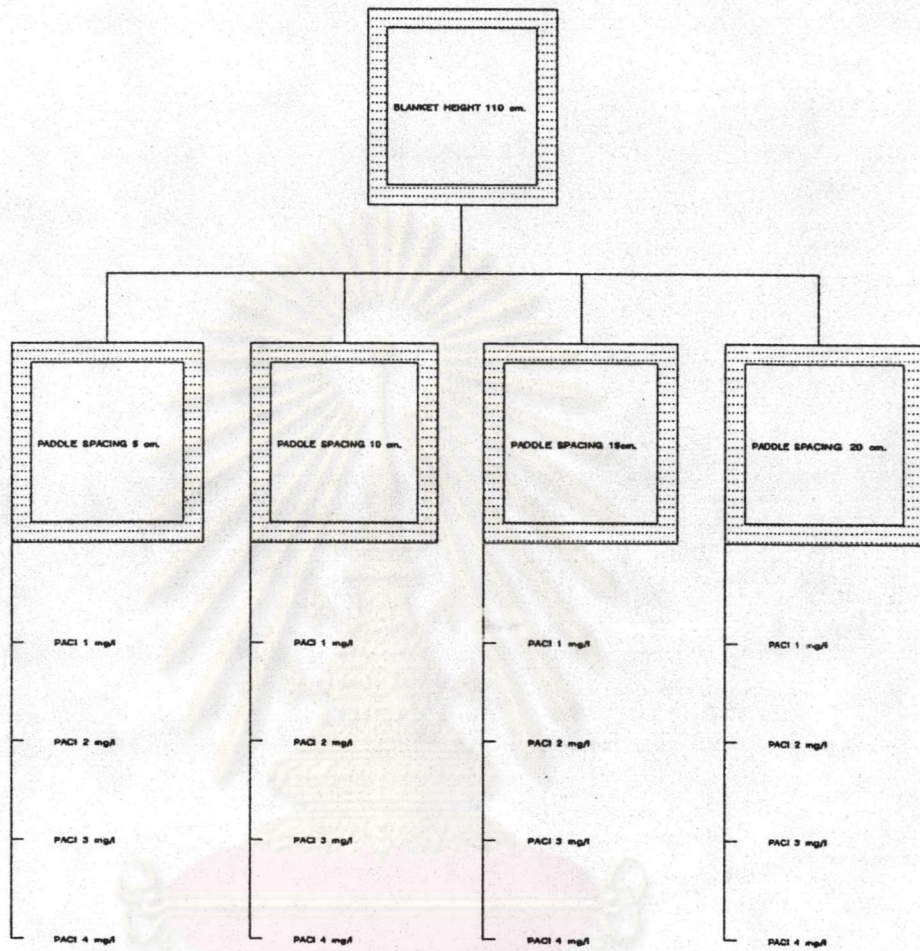 BLANKET HEIGHT 110 cm.
PADDLE SPACING 5 cm.
PADDLE SPACING 10 cm.
PADDLE SPACING 15cm.
PADDLE SPACING 20 cm.
PACl 1 mg/l
PACl 1 mg/l
PACl 1 mg/l
PACl 1 mg/l
PACl 2 mg/l
PACl 2 mg/l
PACl 2 mg/l
PACl 2 mg/l
PACl 3 mg/l
PACl 3 mg/l
PACl 3 mg/l
PACl 3 mg/l
PACl 4 mg/l
PACl 4 mg/l
PACl 4 mg/l
PACl 4 mg/l